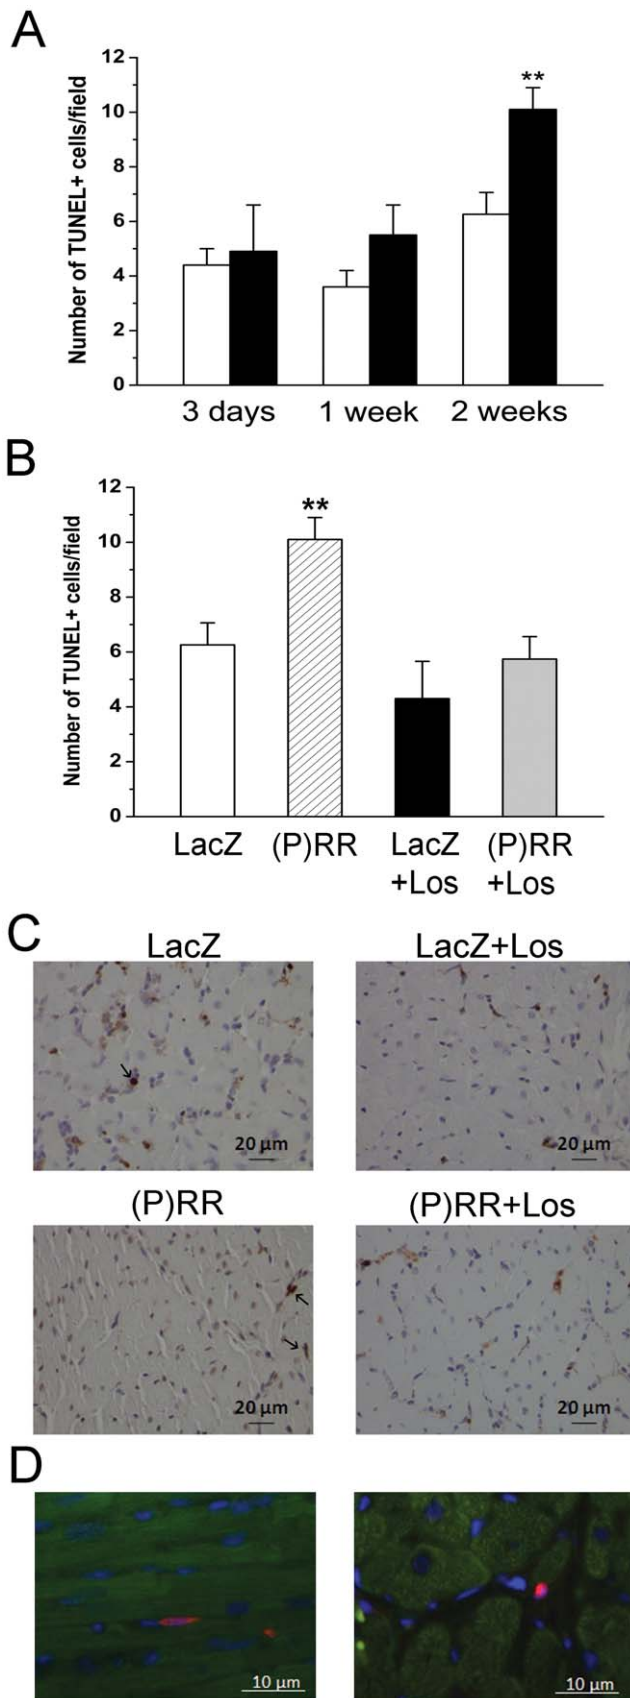 A
Number of TUNEL+ cells/field
12
10
8
6
4
2
0
**
3 days 1 week 2 weeks
B
Number of TUNEL+ cells/field
12
10
8
6
4
2
0
**
LacZ (P)RR LacZ (P)RR
+Los +Los
C
LacZ LacZ+Los
20 µm 20 µm
(P)RR (P)RR+Los
20 µm 20 µm
D
10 µm 10 µm